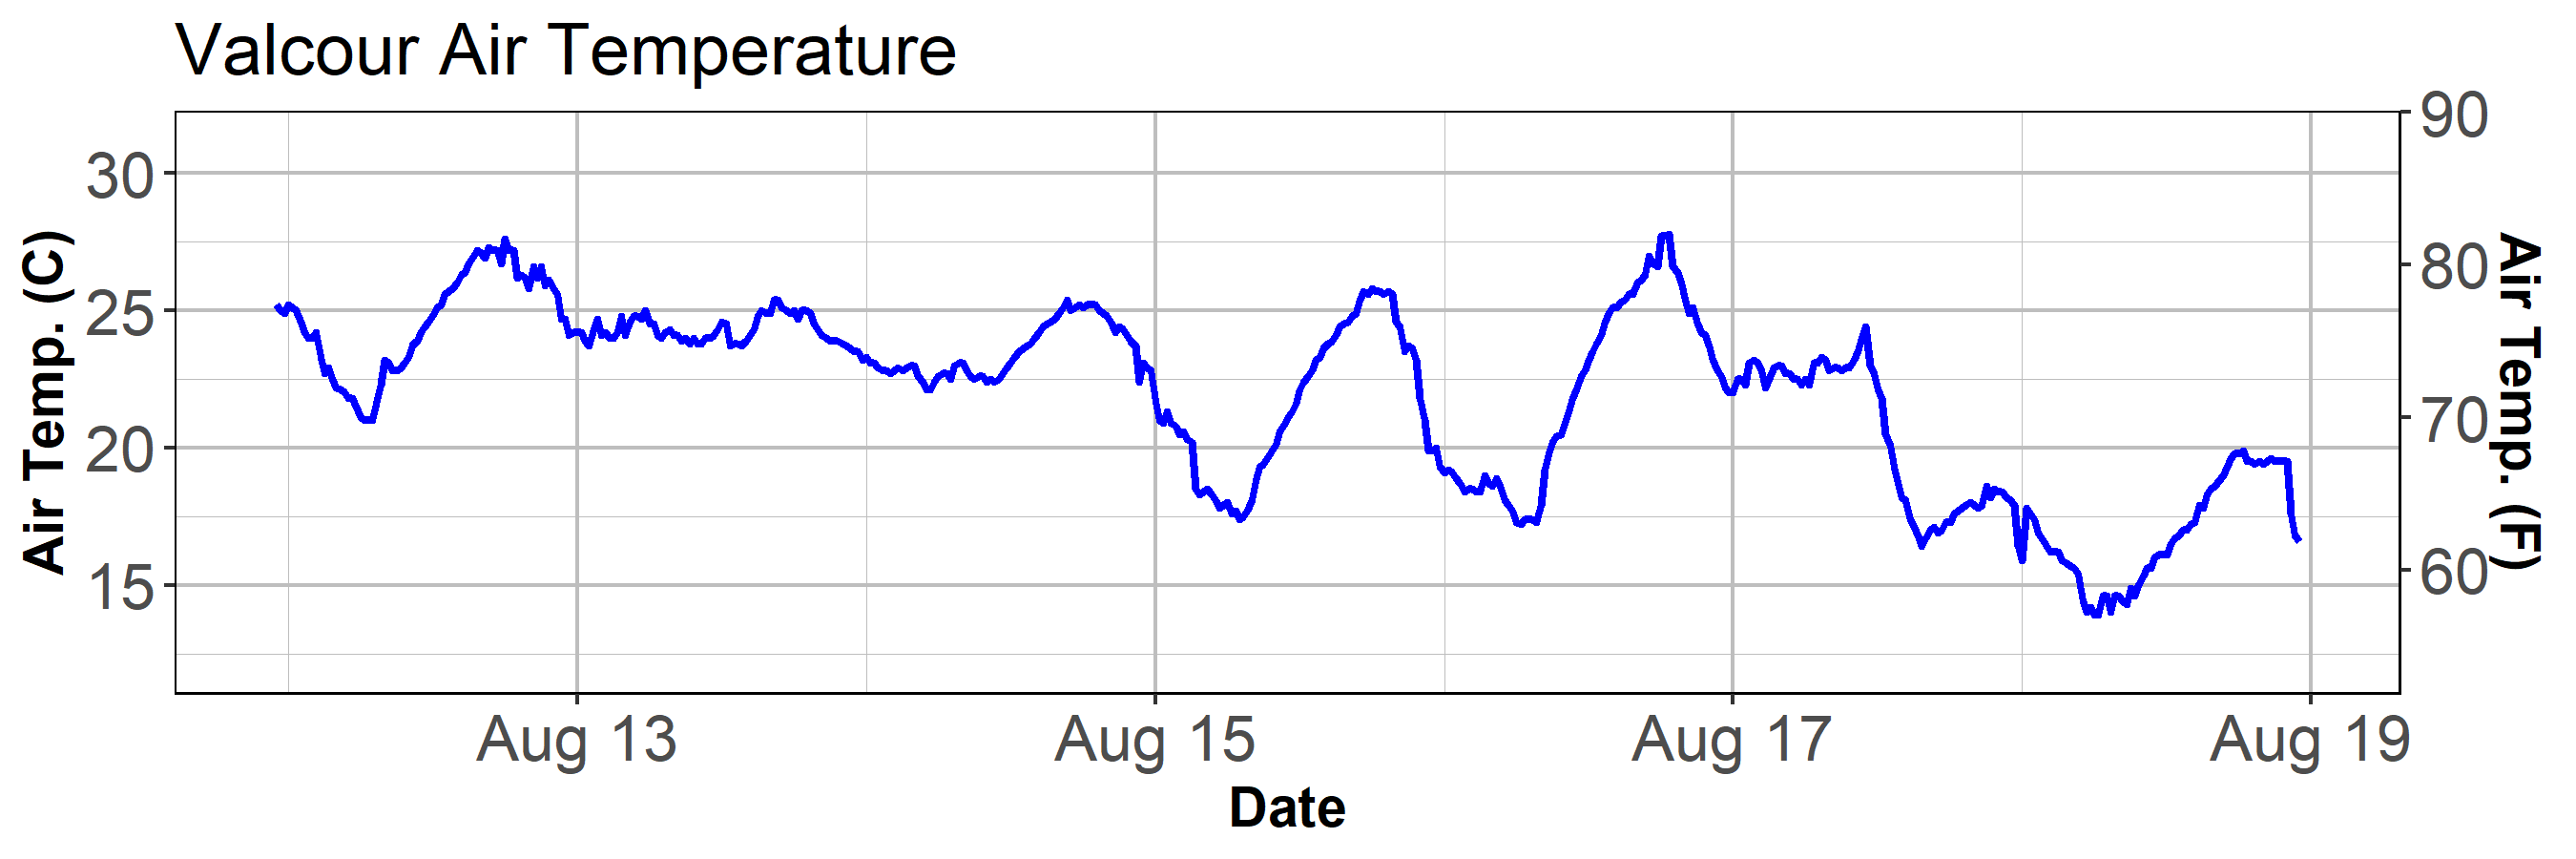 Valcour Air Temperature
Air Temp. (C)
30
25
20
15
90
80
70
60
Air Temp. (F)
Aug 13
Aug 15
Aug 17
Aug 19
Date